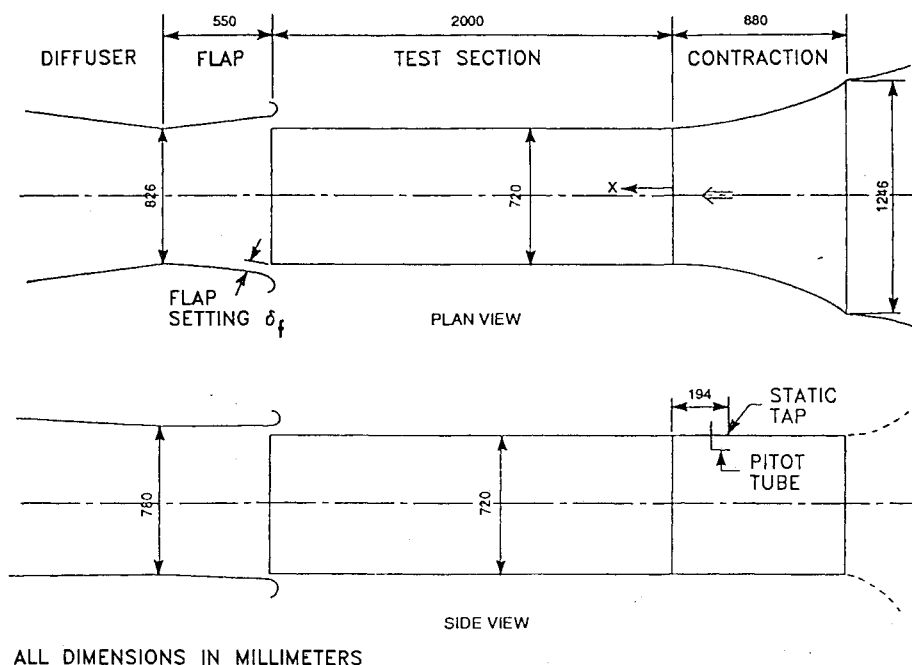 550
2000
880
DIFFUSER
FLAP
TEST SECTION
CONTRACTION
826
720
X
1246
FLAP
SETTING δf
PLAN VIEW
194
STATIC
TAP
PITOT
TUBE
780
720
SIDE VIEW
ALL DIMENSIONS IN MILLIMETERS